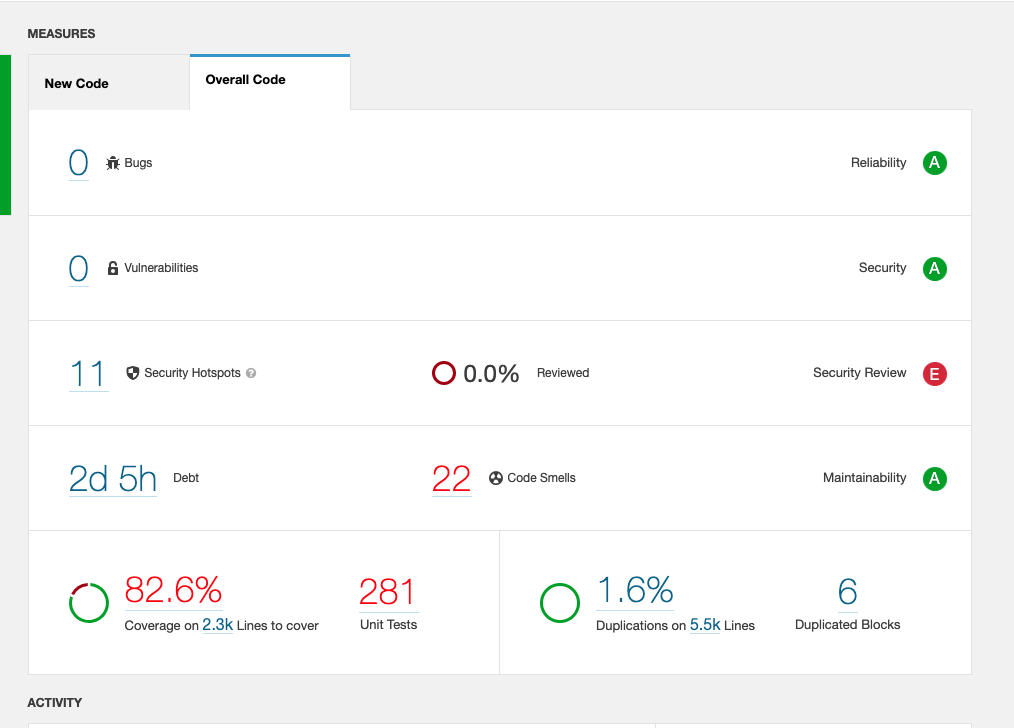 MEASURES
New Code
Overall Code
0 Bugs Reliability A
0 Vulnerabilities Security A
11 Security Hotspots ? 0.0% Reviewed Security Review E
2d 5h Debt 22 Code Smells Maintainability A
82.6% 281 1.6% 6
Coverage on 2.3k Lines to cover Unit Tests Duplications on 5.5k Lines Duplicated Blocks
ACTIVITY